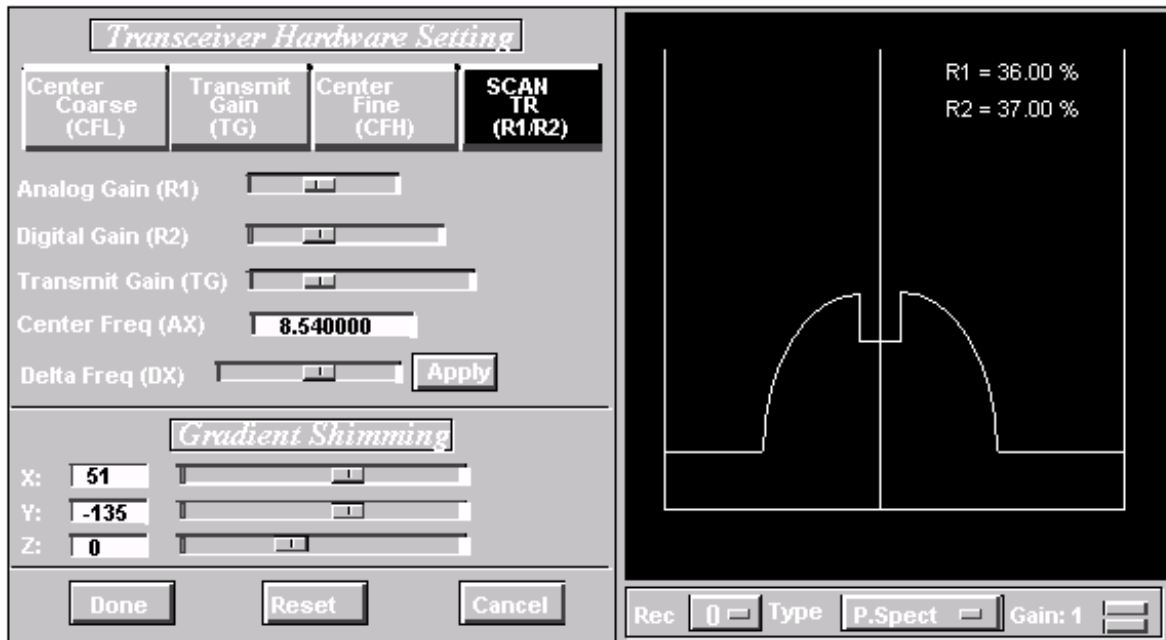 Transceiver Hardware Setting
Center Coarse (CFL)
Transmit Gain (TG)
Center Fine (CFH)
SCAN TR (R1/R2)
Analog Gain (R1)
Digital Gain (R2)
Transmit Gain (TG)
Center Freq (AX) 8.540000
Delta Freq (DX) Apply
Gradient Shimming
X: 51
Y: -135
Z: 0
Done Reset Cancel
R1 = 36.00 %
R2 = 37.00 %
Rec 0 Type P.Spect Gain: 1